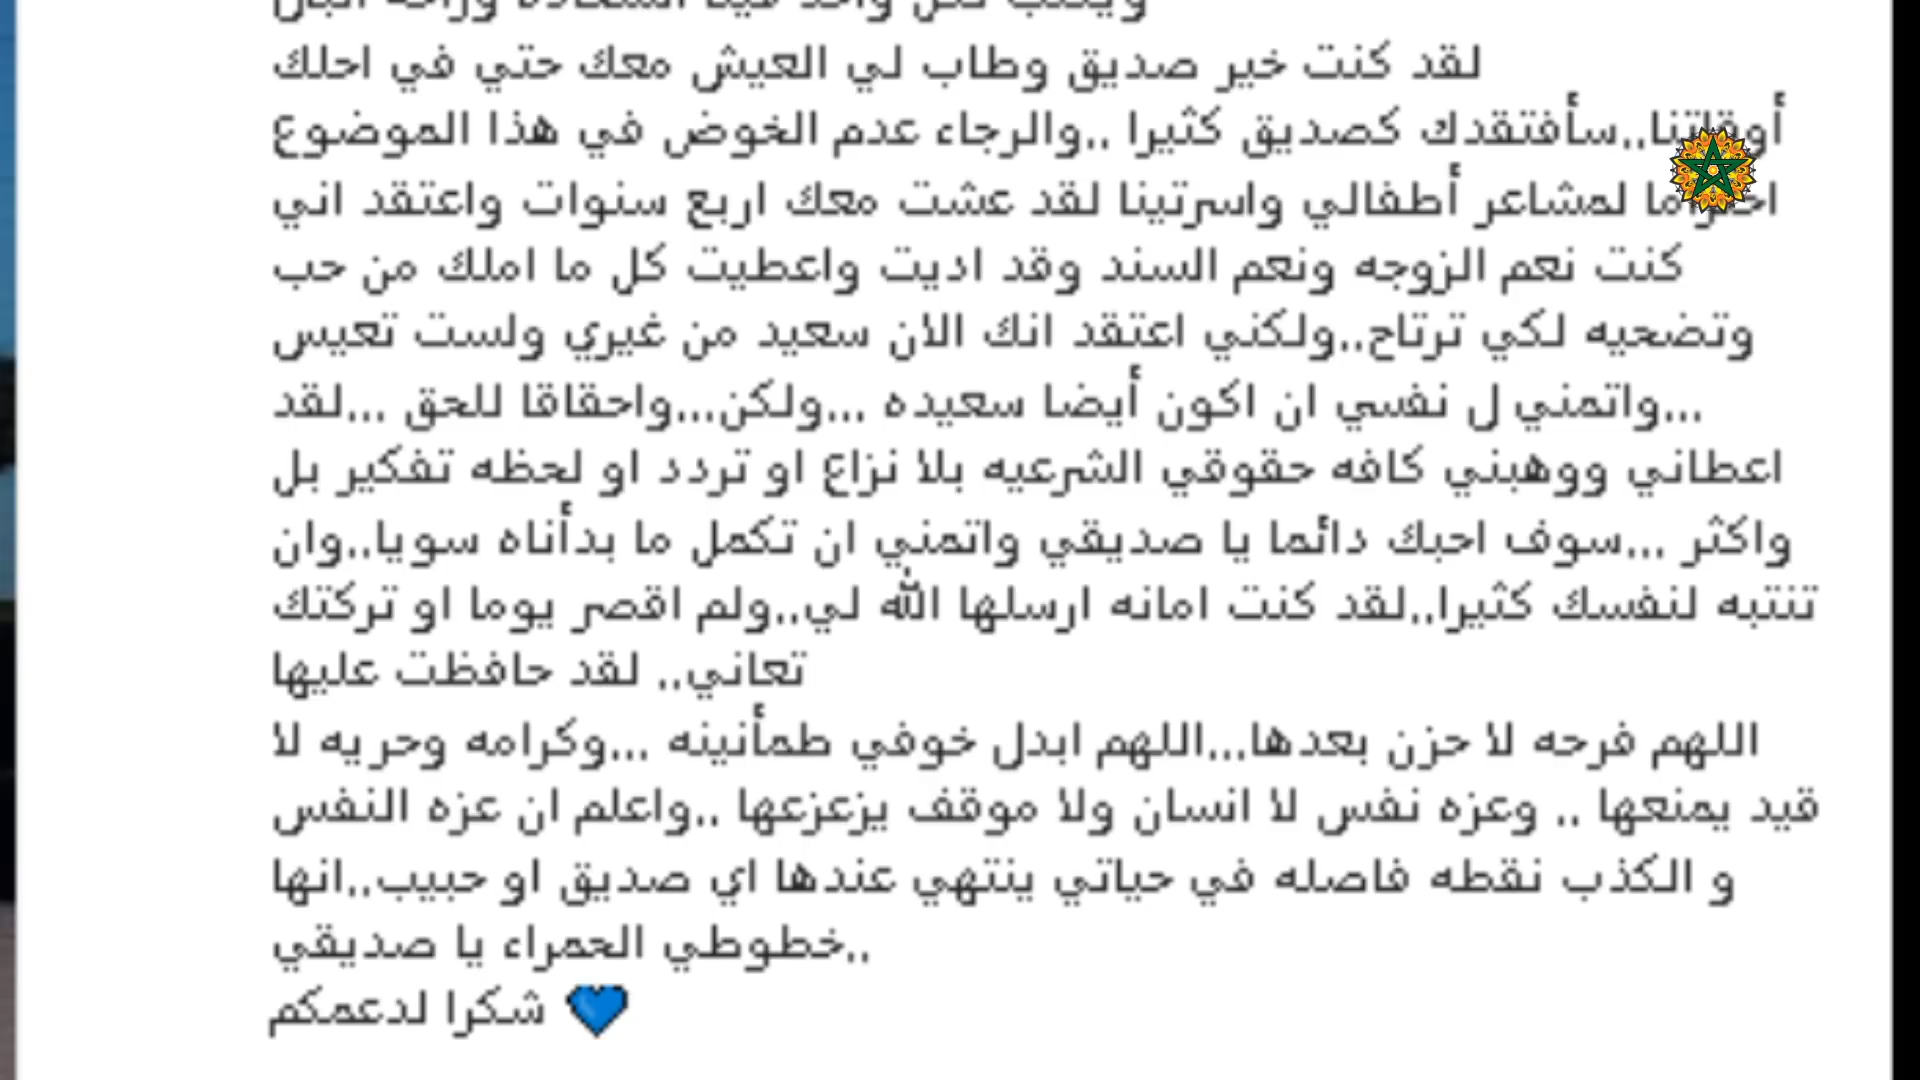 ويكتب لكل واحد فينا السعادة وراحة البال
لقد كنت خير صديق وطاب لي العيش معك حتي في احلك
أوقاتنا,,سأفتقدك كصديق كثيرا ,,والرجاء عدم الخوض في هذا الموضوع
احتراما لمشاعر أطفالي واسرتينا لقد عشت معك اربع سنوات واعتقد اني
كنت نعم الزوجه ونعم السند وقد اديت واعطيت كل ما املك من حب
وتضحيه لكي ترتاح,,ولكني اعتقد انك الان سعيد من غيري ولست تعيس
...واتمني ل نفسي ان اكون أيضا سعيده ...ولكن...واحقاقا للحق ...لقد
اعطاني ووهبني كافه حقوقي الشرعيه بلا نزاع او تردد او لحظه تفكير بل
واكثر ...سوف احبك دائما يا صديقي واتمني ان تكمل ما بدأناه سويا,,وان
تنتبه لنفسك كثيرا,,لقد كنت امانه ارسلها الله لي,,ولم اقصر يوما او تركتك
تعاني,, لقد حافظت عليها
اللهم فرحه لا حزن بعدها...اللهم ابدل خوفي طمأنينه ...وكرامه وحريه لا
قيد يمنعها ,, وعزه نفس لا انسان ولا موقف يزعزعها ,,واعلم ان عزه النفس
و الكذب نقطه فاصله في حياتي ينتهي عندها اي صديق او حبيب,,انها
,,خطوطي الحمراء يا صديقي
شكرا لدعمكم 💙